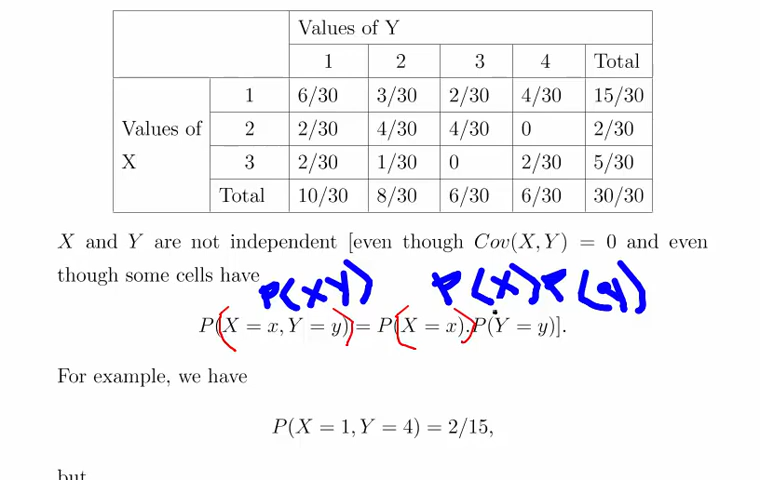 Values of Y
1 2 3 4 Total
1 6/30 3/30 2/30 4/30 15/30
Values of 2 2/30 4/30 4/30 0 2/30
X 3 2/30 1/30 0 2/30 5/30
Total 10/30 8/30 6/30 6/30 30/30
X and Y are not independent [even though Cov(X, Y) = 0 and even
though some cells have
P(XY) P(X)P(y)
P(X = x, Y = y) = P(X = x).P(Y = y)].
For example, we have
P(X = 1, Y = 4) = 2/15,
but